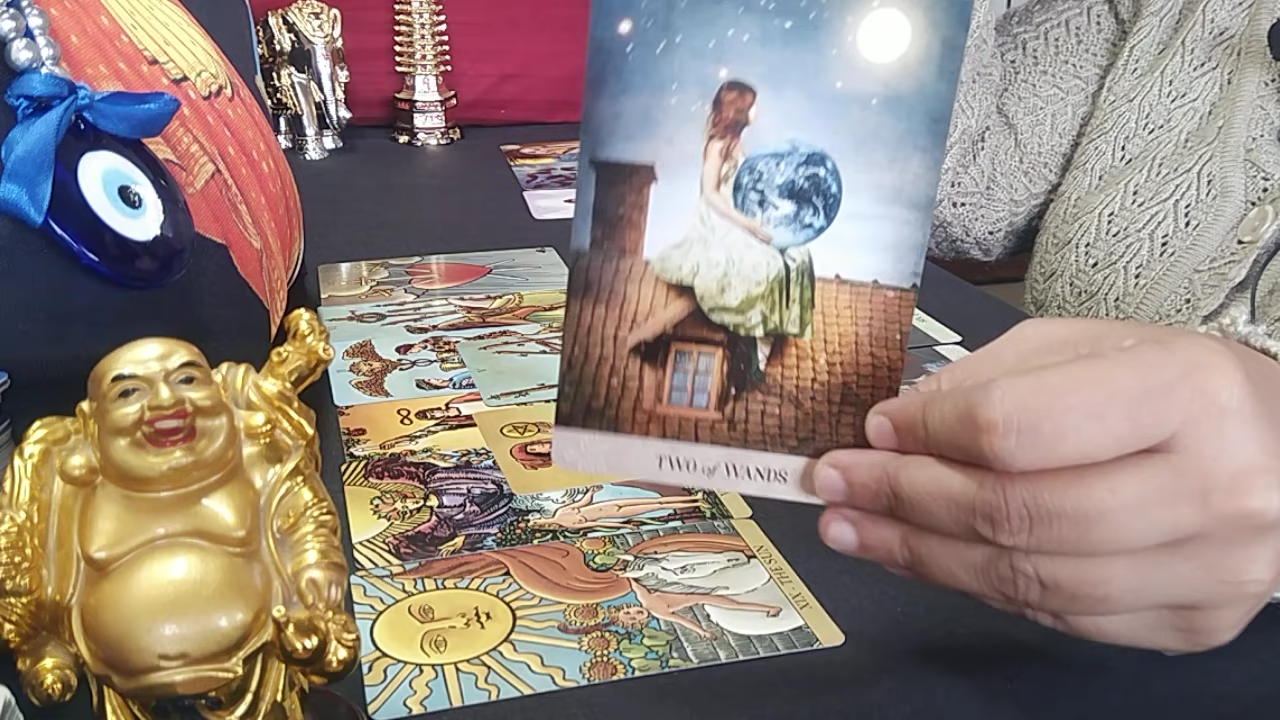 TWO of WANDS
XIX · THE SUN